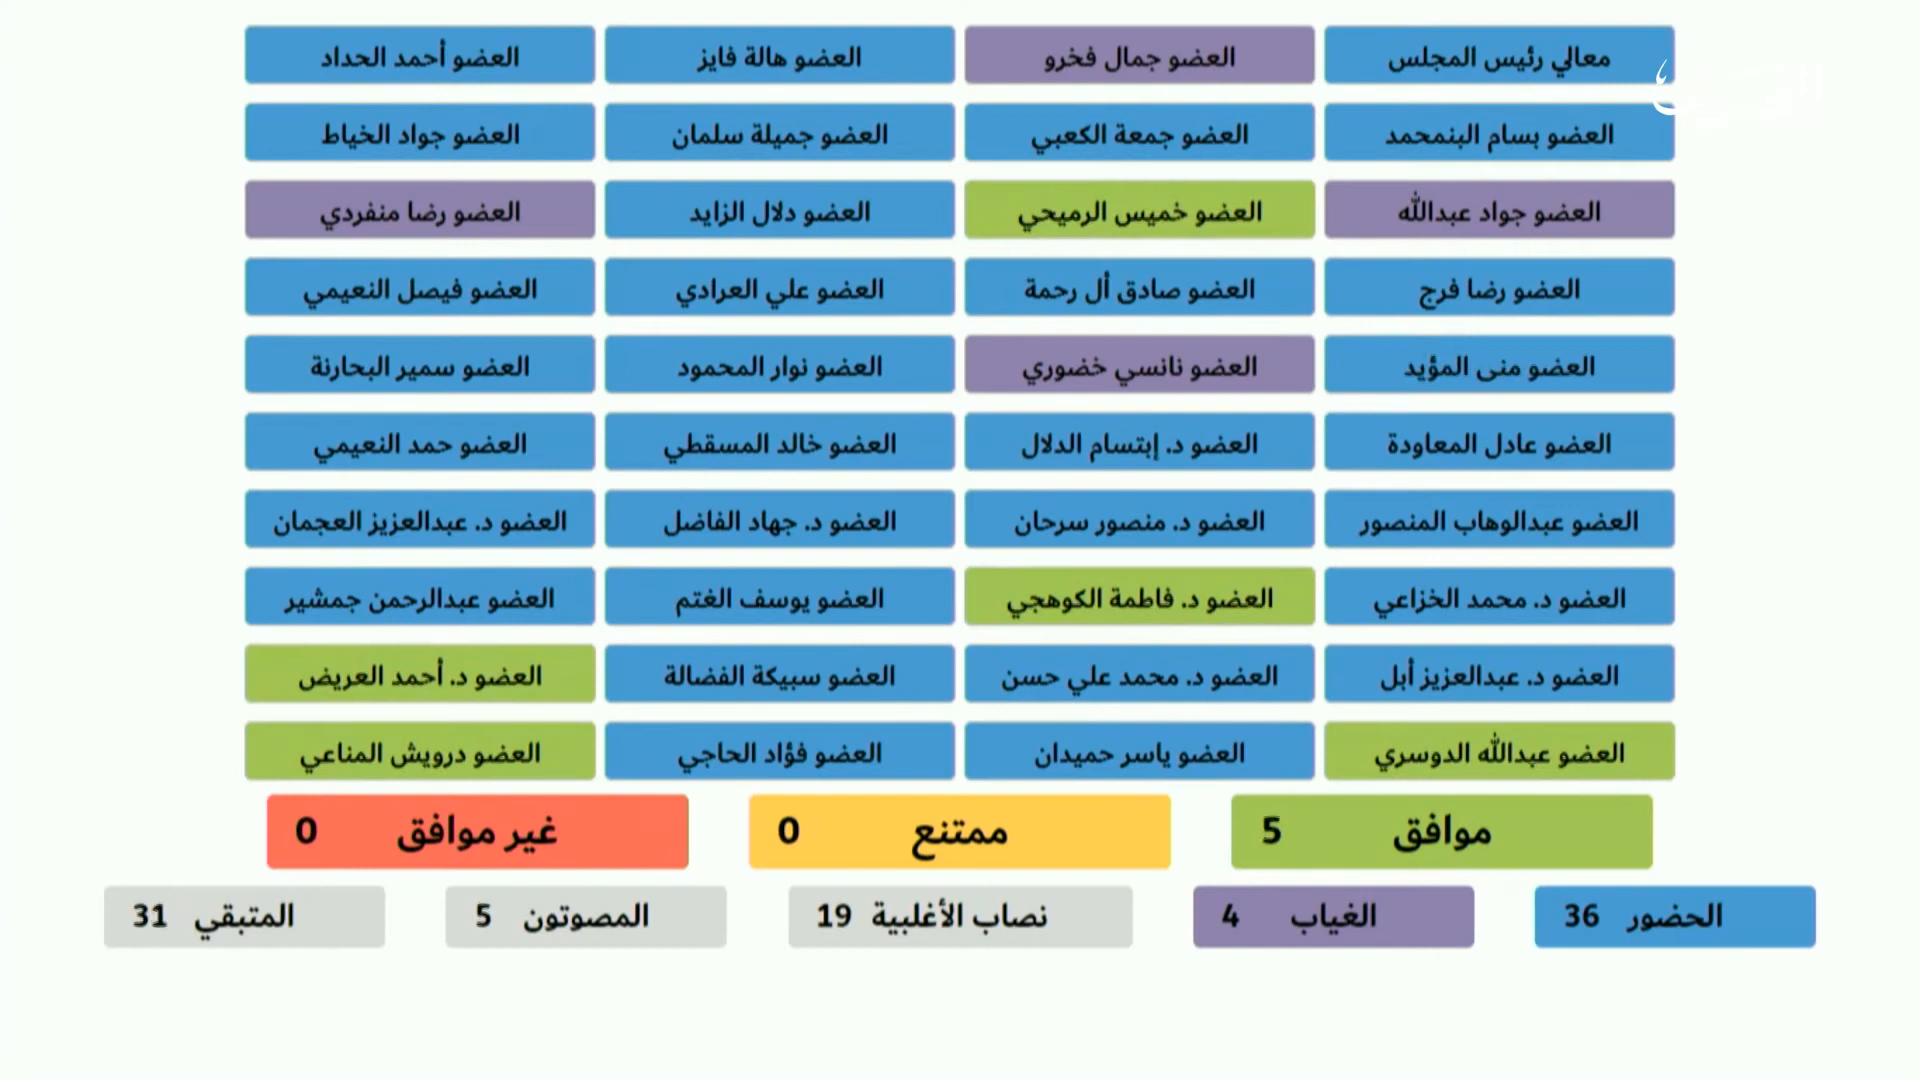 معالي رئيس المجلس العضو جمال فخرو العضو هالة فايز العضو أحمد الحداد
العضو بسام البنمحمد العضو جمعة الكعبي العضو جميلة سلمان العضو جواد الخياط
العضو جواد عبدالله العضو خميس الرميحي العضو دلال الزايد العضو رضا منفردي
العضو رضا فرج العضو صادق أل رحمة العضو علي العرادي العضو فيصل النعيمي
العضو منى المؤيد العضو نانسي خضوري العضو نوار المحمود العضو سمير البحارنة
العضو عادل المعاودة العضو د. إبتسام الدلال العضو خالد المسقطي العضو حمد النعيمي
العضو عبدالوهاب المنصور العضو د. منصور سرحان العضو د. جهاد الفاضل العضو د. عبدالعزيز العجمان
العضو د. محمد الخزاعي العضو د. فاطمة الكوهجي العضو يوسف الغتم العضو عبدالرحمن جمشير
العضو د. عبدالعزيز أبل العضو د. محمد علي حسن العضو سبيكة الفضالة العضو د. أحمد العريض
العضو عبدالله الدوسري العضو ياسر حميدان العضو فؤاد الحاجي العضو درويش المناعي
موافق 5 ممتنع 0 غير موافق 0
الحضور 36 الغياب 4 نصاب الأغلبية 19 المصوتون 5 المتبقي 31